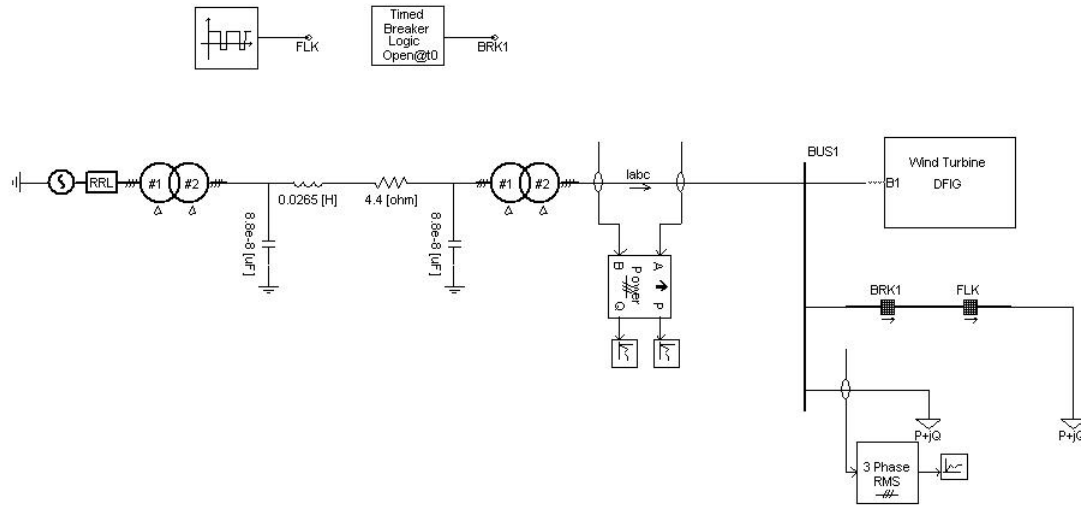 FLK
Timed
Breaker
Logic
Open@t0
BRK1
RRL
#1 #2
0.0265 [H]
4.4 [ohm]
8.8e-8 [uF]
8.8e-8 [uF]
#1 #2
Iabc
BUS1
B1
Wind Turbine
DFIG
B A
Power
Q P
BRK1
FLK
P+jQ
P+jQ
3 Phase
RMS